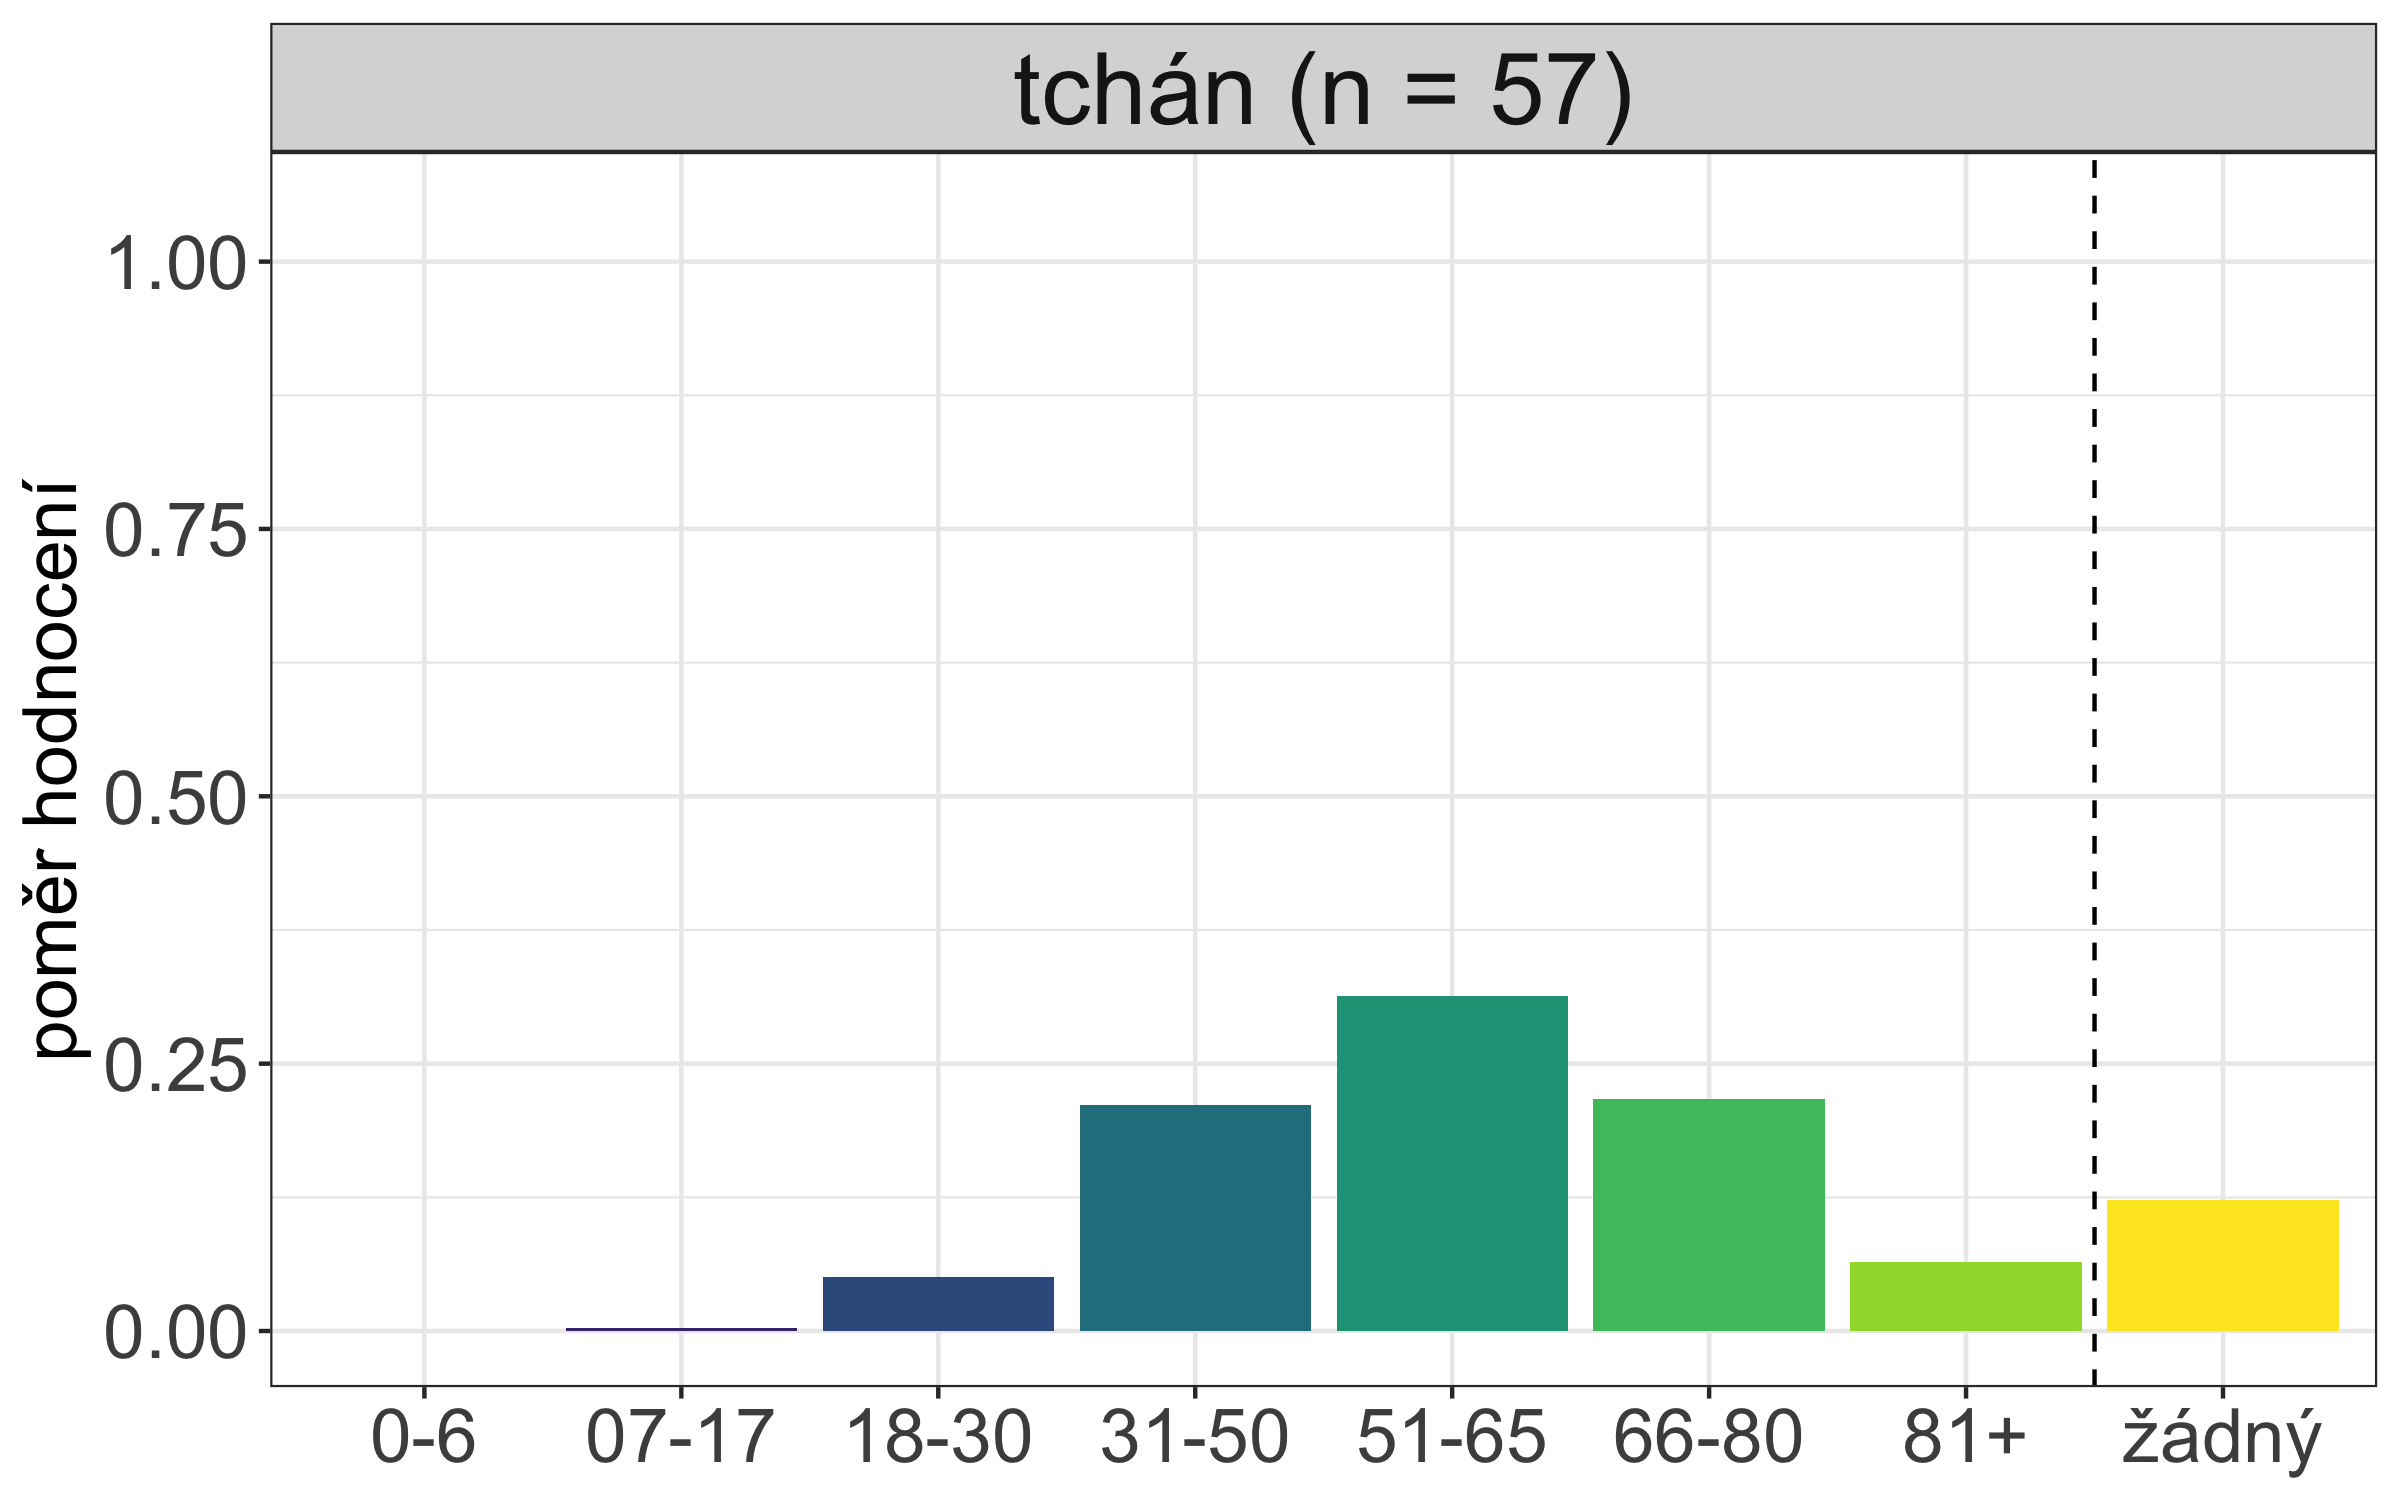 tchán (n = 57)
poměr hodnocení
1.00
0.75
0.50
0.25
0.00
0-6 07-17 18-30 31-50 51-65 66-80 81+ žádný